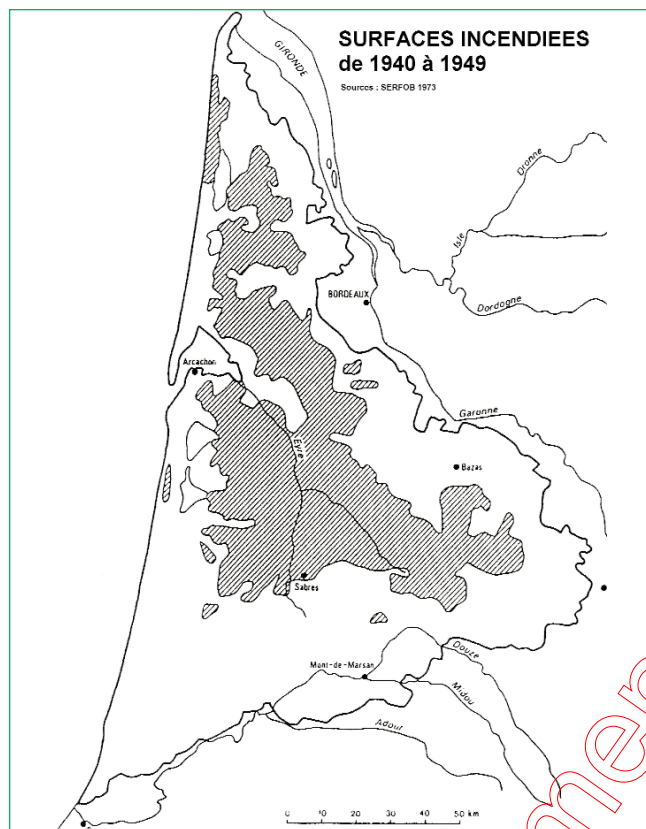 SURFACES INCENDIEES
de 1940 à 1949
Sources : SERFOB 1973
GIRONDE
Dronne
Isle
Dordogne
BORDEAUX
Arcachon
Garonne
Eyre
Bazas
Sabres
Mont-de-Marsan
Douze
Midou
Adour
0 10 20 30 40 50 km